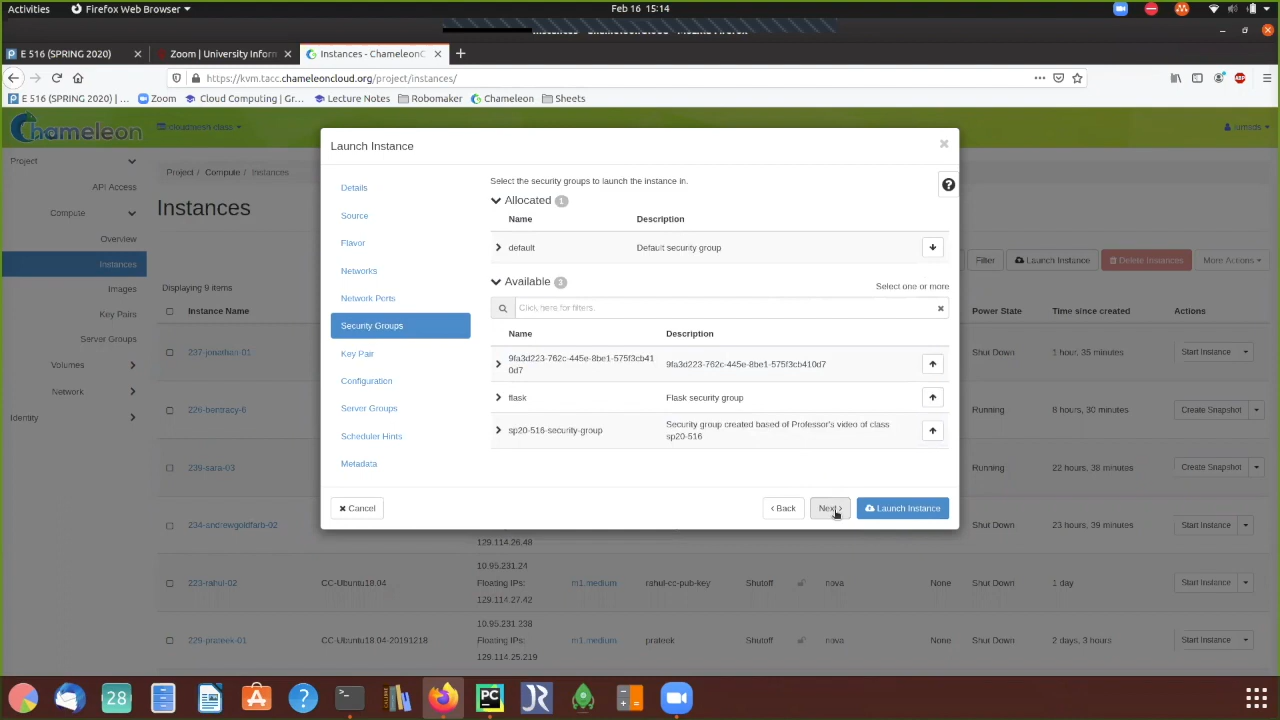 Activities
Firefox Web Browser
Feb 16 15:14
E 516 (SPRING 2020)
Zoom | University Inform
Instances - ChameleonC
https://kvm.tacc.chameleoncloud.org/project/instances/
E 516 (SPRING 2020) | ...
Zoom
Cloud Computing | Gr...
Lecture Notes
Robomaker
Chameleon
Sheets
Chameleon
cloudmesh class
Project
API Access
Compute
Overview
Instances
Images
Key Pairs
Server Groups
Volumes
Network
Identity
Project / Compute / Instances
Instances
Filter
Launch Instance
Delete Instances
More Actions
Displaying 9 items
Instance Name
Power State
Time since created
Actions
237-jonathan-01
Shut Down
1 hour, 35 minutes
Start Instance
226-bentracy-6
Running
8 hours, 30 minutes
Create Snapshot
239-sara-03
Running
22 hours, 38 minutes
Create Snapshot
234-andrewgoldfarb-02
129.114.26.48
Shut Down
23 hours, 39 minutes
Start Instance
223-rahul-02
CC-Ubuntu18.04
10.95.231.24
Floating IPs:
129.114.27.42
m1.medium
rahul-cc-pub-key
Shutoff
nova
None
Shut Down
1 day
Start Instance
229-prateek-01
CC-Ubuntu18.04-20191218
10.95.231.238
Floating IPs:
129.114.25.219
m1.medium
prateek
Shutoff
nova
None
Shut Down
2 days, 3 hours
Start Instance
Launch Instance
Details
Source
Flavor
Networks
Network Ports
Security Groups
Key Pair
Configuration
Server Groups
Scheduler Hints
Metadata
Select the security groups to launch the instance in.
Allocated 1
Name
Description
default
Default security group
Available 3
Select one or more
Click here for filters.
Name
Description
9fa3d223-762c-445e-8be1-575f3cb41
0d7
9fa3d223-762c-445e-8be1-575f3cb410d7
flask
Flask security group
sp20-516-security-group
Security group created based of Professor's video of class
sp20-516
Cancel
Back
Next
Launch Instance
28
PC
JR